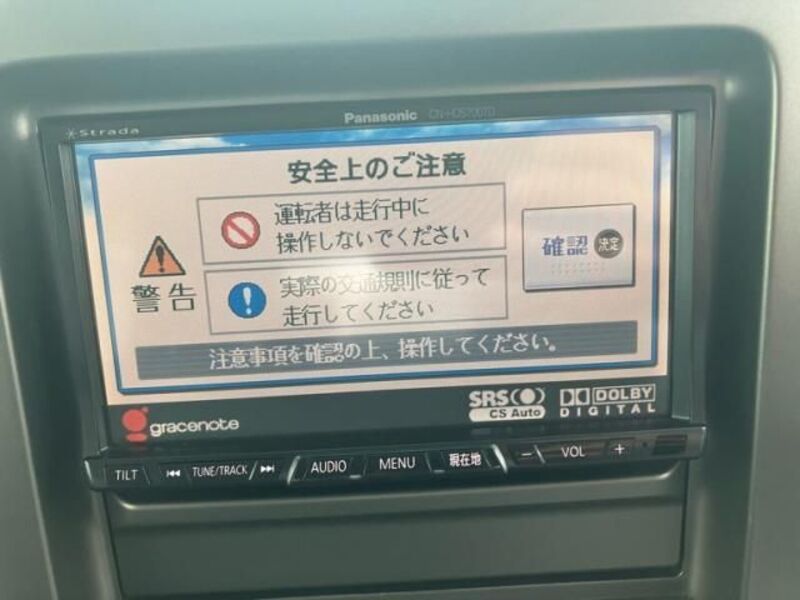 Strada
Panasonic
安全上のご注意
運転者は走行中に
操作しないでください
警告
実際の交通規則に従って
走行してください
確認 決定
注意事項を確認の上、操作してください。
gracenote
SRS
CS Auto
DOLBY
DIGITAL
TILT TUNE/TRACK AUDIO MENU 現在地 − VOL +